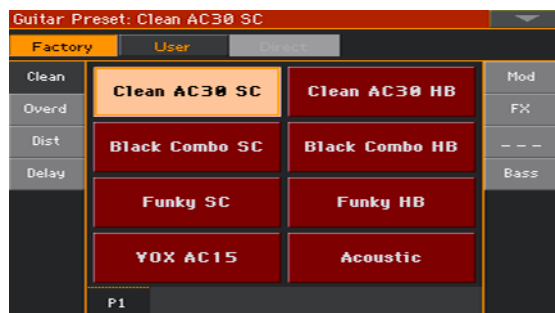 Guitar Preset: Clean AC30 SC
Factory User Direct
Clean
Overd
Dist
Delay
Clean AC30 SC Clean AC30 HB
Black Combo SC Black Combo HB
Funky SC Funky HB
VOX AC15 Acoustic
P1
Mod
FX
---
Bass